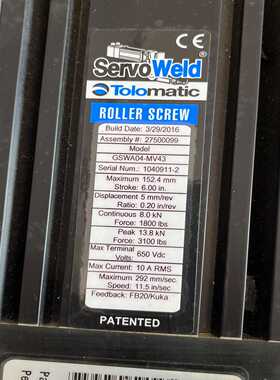 CE
ServoWeld
Tolomatic
ROLLER SCREW
Build Date: 3/29/2016
Assembly #: 27500099
Model
GSWA04-MV43
Serial Num.: 1040911-2
Maximum 152.4 mm
Stroke: 6.00 in.
Displacement 5 mm/rev
Ratio: 0.20 in/rev
Continuous 8.0 kN
Force: 1800 lbs
Peak 13.8 kN
Force: 3100 lbs
Max Terminal
Volts: 650 Vdc
Max Current: 10 A RMS
Maximum 292 mm/sec
Speed: 11.5 in/sec
Feedback: FB20/Kuka
PATENTED